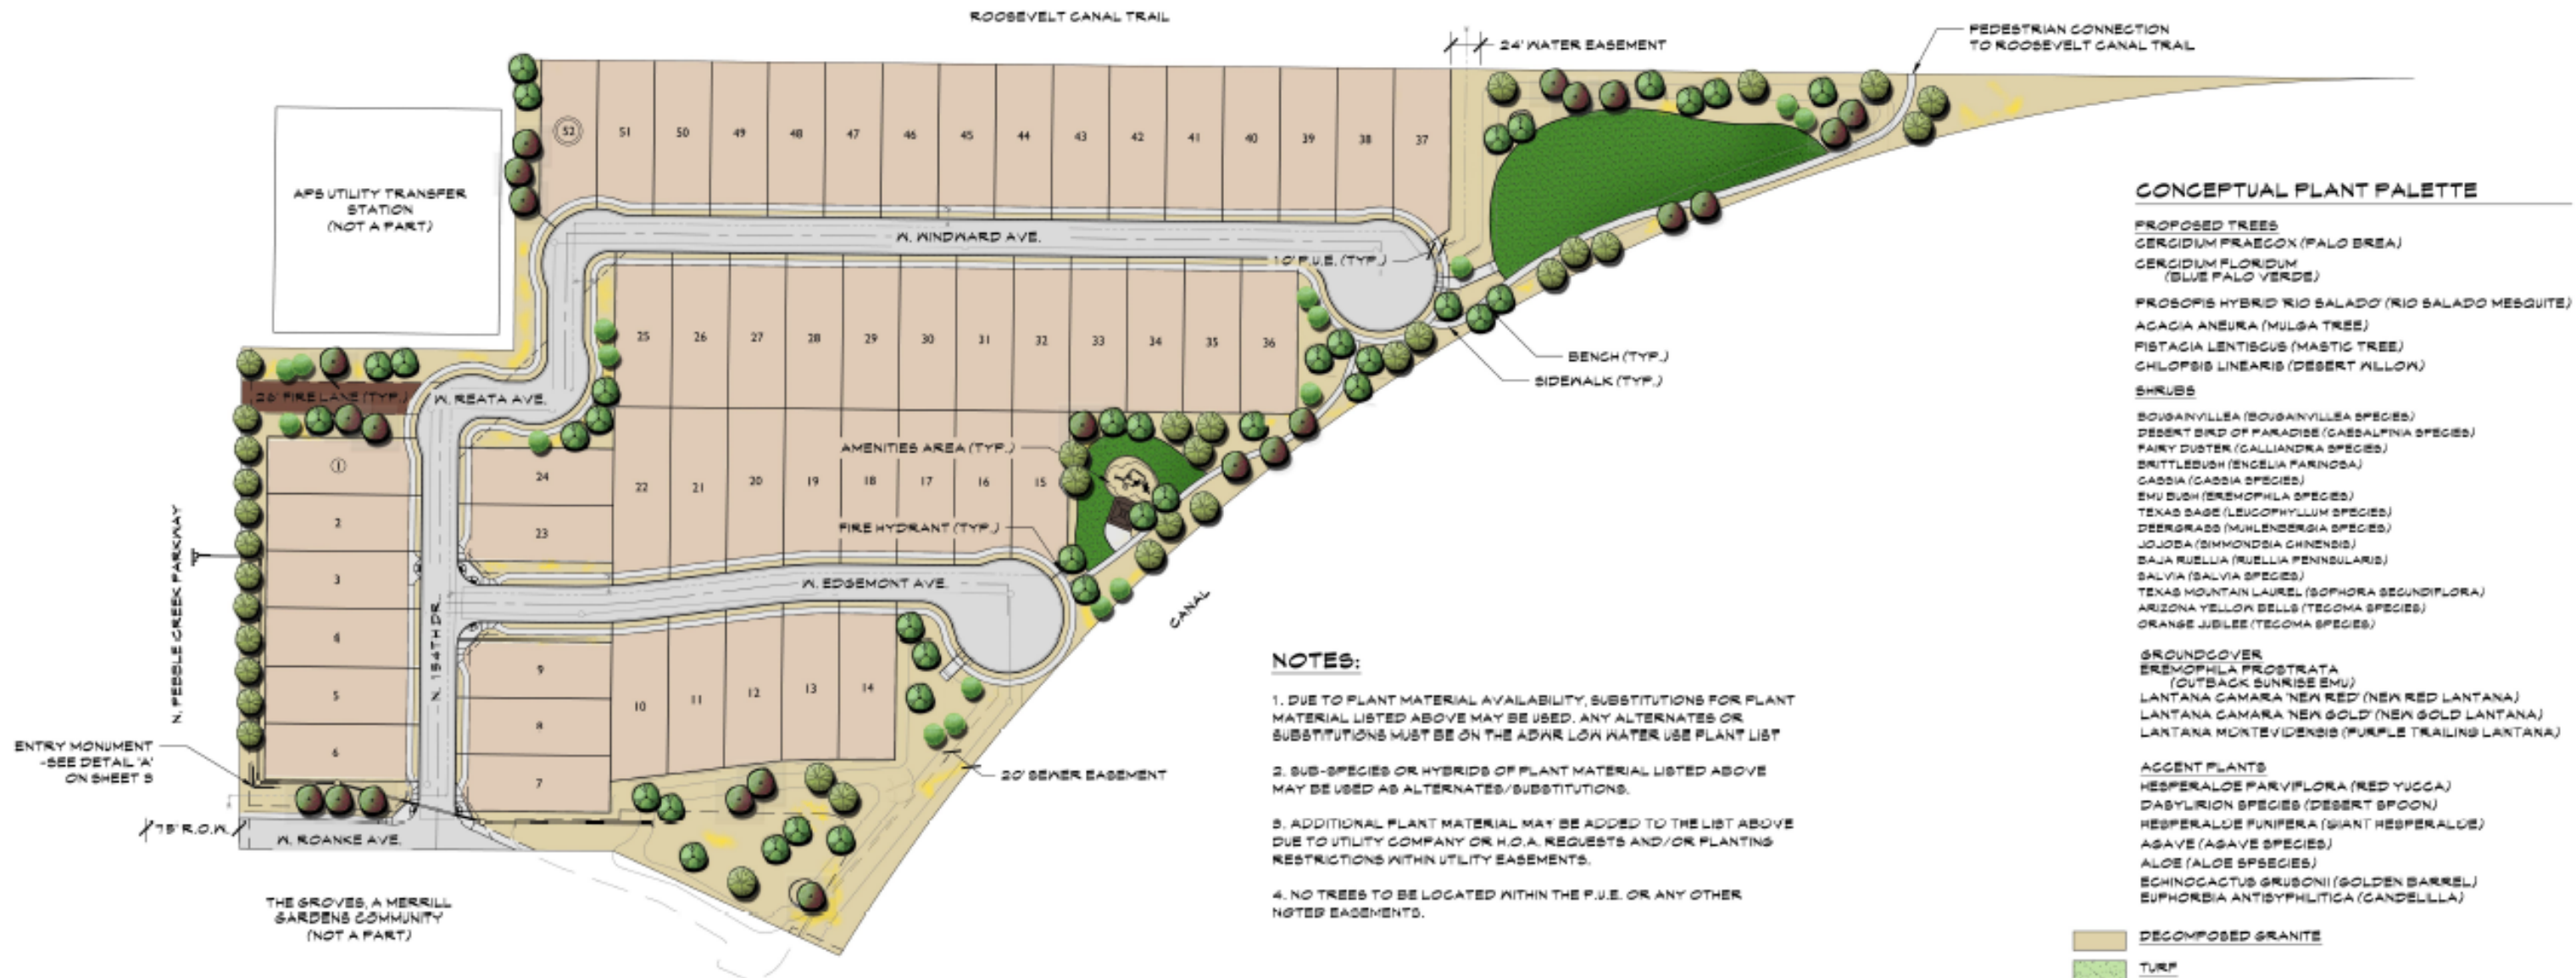 ROOSEVELT CANAL TRAIL
24' WATER EASEMENT
PEDESTRIAN CONNECTION
TO ROOSEVELT CANAL TRAIL
52
51
50
49
48
47
46
45
44
43
42
41
40
39
38
37
APS UTILITY TRANSFER
STATION
(NOT A PART)
W. WINDWARD AVE.
10' P.U.E. (TYP.)
25
26
27
28
29
30
31
32
33
34
35
36
BENCH (TYP.)
SIDEWALK (TYP.)
26' FIRE LANE (TYP.)
W. REATA AVE.
AMENITIES AREA (TYP.)
1
2
3
4
5
6
24
23
22
21
20
19
18
17
16
15
FIRE HYDRANT (TYP.)
N. PEBBLE CREEK PARKWAY
N. 154TH DR.
W. EDGEMONT AVE.
CANAL
9
8
7
10
11
12
13
14
ENTRY MONUMENT
-SEE DETAIL 'A'
ON SHEET 3
20' SEWER EASEMENT
75' R.O.W.
W. ROANKE AVE.
THE GROVES, A MERRILL
GARDENS COMMUNITY
(NOT A PART)
NOTES:
1. DUE TO PLANT MATERIAL AVAILABILITY, SUBSTITUTIONS FOR PLANT
MATERIAL LISTED ABOVE MAY BE USED. ANY ALTERNATES OR
SUBSTITUTIONS MUST BE ON THE ADWR LOW WATER USE PLANT LIST
2. SUB-SPECIES OR HYBRIDS OF PLANT MATERIAL LISTED ABOVE
MAY BE USED AS ALTERNATES/SUBSTITUTIONS.
3. ADDITIONAL PLANT MATERIAL MAY BE ADDED TO THE LIST ABOVE
DUE TO UTILITY COMPANY OR H.O.A. REQUESTS AND/OR PLANTING
RESTRICTIONS WITHIN UTILITY EASEMENTS.
4. NO TREES TO BE LOCATED WITHIN THE P.U.E. OR ANY OTHER
NOTED EASEMENTS.
CONCEPTUAL PLANT PALETTE
PROPOSED TREES
CERCIDIUM PRAECOX (PALO BREA)
CERCIDIUM FLORIDUM
(BLUE PALO VERDE)
PROSOPIS HYBRID 'RIO SALADO' (RIO SALADO MESQUITE)
ACACIA ANEURA (MULGA TREE)
PISTACIA LENTISCUS (MASTIC TREE)
CHILOPSIS LINEARIS (DESERT WILLOW)
SHRUBS
BOUGAINVILLEA (BOUGAINVILLEA SPECIES)
DESERT BIRD OF PARADISE (CAESALPINIA SPECIES)
FAIRY DUSTER (CALLIANDRA SPECIES)
BRITTLEBUSH (ENCELIA FARINOSA)
CASSIA (CASSIA SPECIES)
EMU BUSH (EREMOPHILA SPECIES)
TEXAS SAGE (LEUCOPHYLLUM SPECIES)
DEERGRASS (MUHLENBERGIA SPECIES)
JOJOBA (SIMMONDSIA CHINENSIS)
BAJA RUELLIA (RUELLIA PENINSULARIS)
SALVIA (SALVIA SPECIES)
TEXAS MOUNTAIN LAUREL (SOPHORA SECUNDIFLORA)
ARIZONA YELLOW BELLS (TECOMA SPECIES)
ORANGE JUBILEE (TECOMA SPECIES)
GROUNDCOVER
EREMOPHILA PROSTRATA
(OUTBACK SUNRISE EMU)
LANTANA CAMARA 'NEW RED' (NEW RED LANTANA)
LANTANA CAMARA 'NEW GOLD' (NEW GOLD LANTANA)
LANTANA MONTEVIDENSIS (PURPLE TRAILING LANTANA)
ACCENT PLANTS
HESPERALOE PARVIFLORA (RED YUCCA)
DASYLIRION SPECIES (DESERT SPOON)
HESPERALOE FUNIFERA (GIANT HESPERALOE)
AGAVE (AGAVE SPECIES)
ALOE (ALOE SPSECIES)
ECHINOCACTUS GRUSONII (GOLDEN BARREL)
EUPHORBIA ANTISYPHILITICA (CANDELILLA)
DECOMPOSED GRANITE
TURF